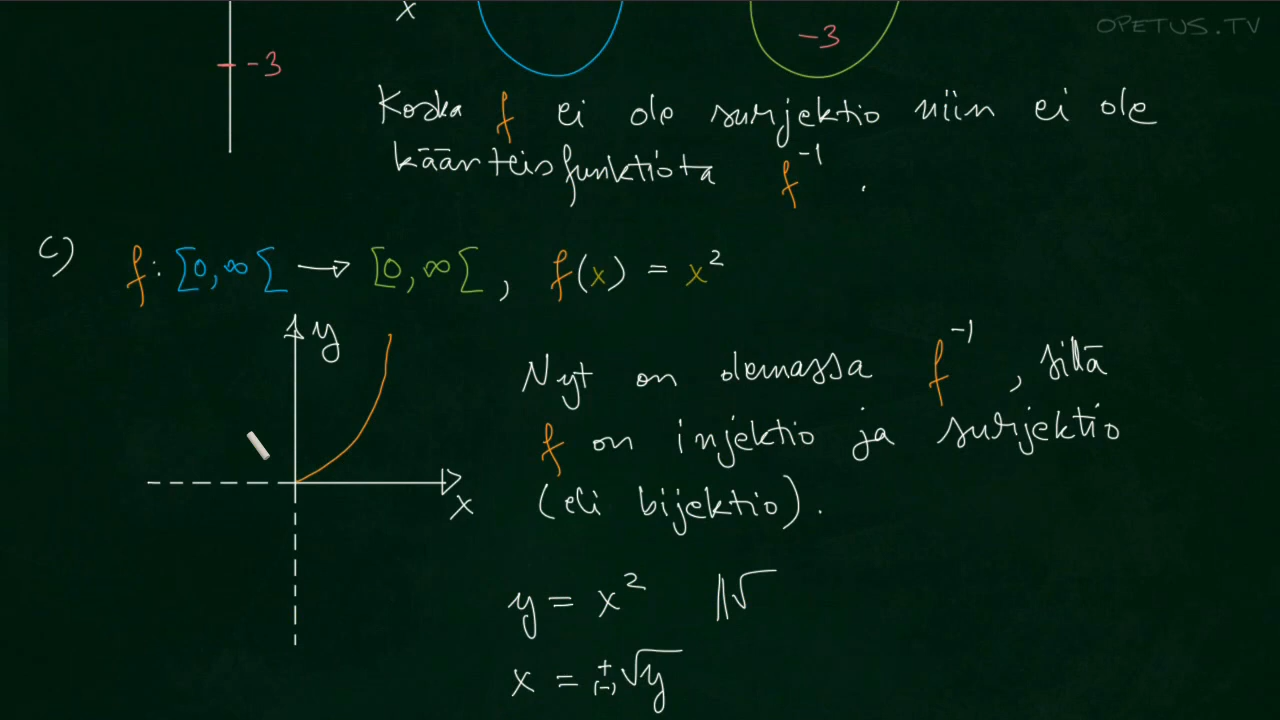 x
-3
-3
OPETUS.TV
Koska f ei ole surjektio niin ei ole
käänteisfunktiota f⁻¹.
c) f: [0,∞[ → [0,∞[, f(x) = x²
y
x
Nyt on olemassa f⁻¹, sillä
f on injektio ja surjektio
(eli bijektio).
y = x² ||√
x = +(-)√y